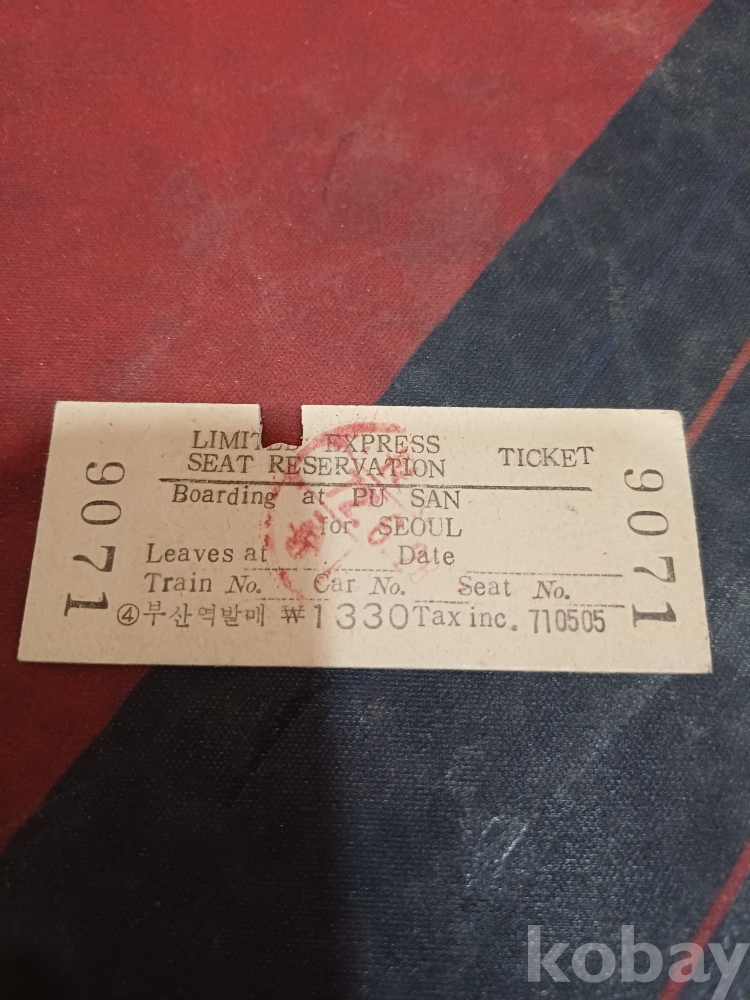 LIMITED EXPRESS
SEAT RESERVATION TICKET
Boarding at PU SAN
for SEOUL
Leaves at Date
Train No. Car No. Seat No.
④부산역발매 ₩1330 Tax inc. 710505
9071
9071
kobay